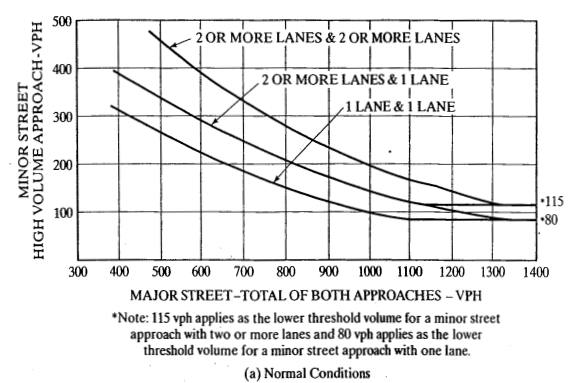 MINOR STREET
HIGH VOLUME APPROACH-VPH
500
400
300
200
100
2 OR MORE LANES & 2 OR MORE LANES
2 OR MORE LANES & 1 LANE
1 LANE & 1 LANE
*115
*80
300 400 500 600 700 800 900 1000 1100 1200 1300 1400
MAJOR STREET-TOTAL OF BOTH APPROACHES - VPH
*Note: 115 vph applies as the lower threshold volume for a minor street
approach with two or more lanes and 80 vph applies as the lower
threshold volume for a minor street approach with one lane.
(a) Normal Conditions